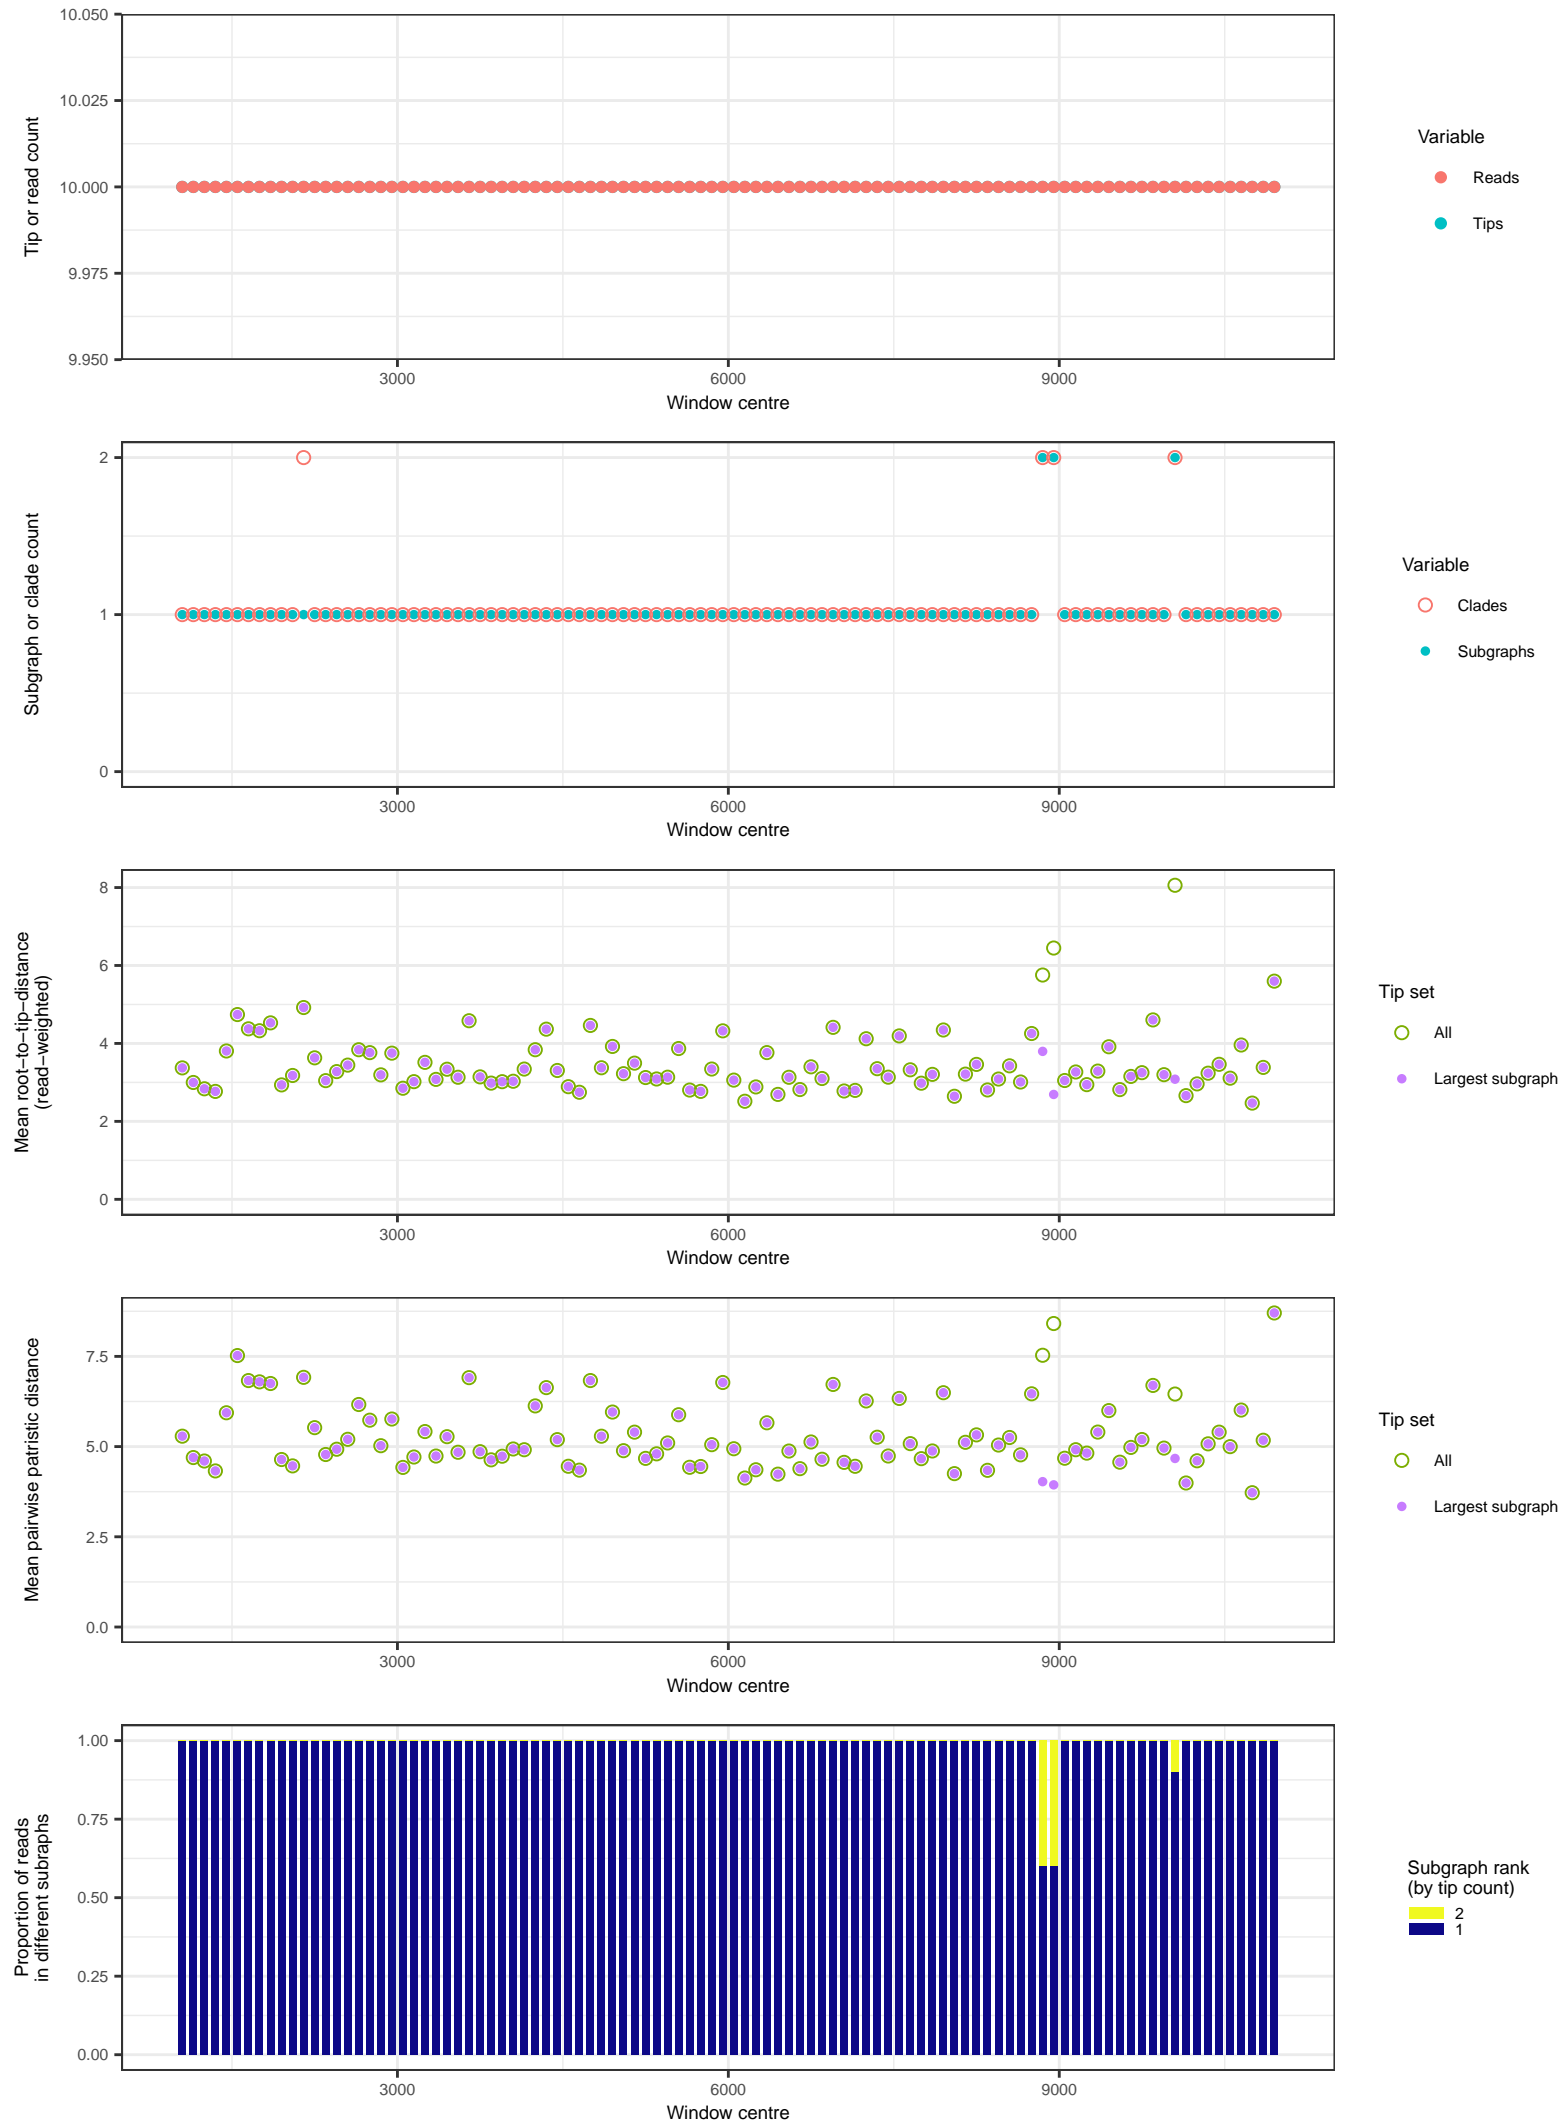 10.050
10.025
10.000
9.975
9.950
Tip or read count
3000
6000
9000
Window centre
Variable
Reads
Tips
2
1
0
Subgraph or clade count
3000
6000
9000
Window centre
Variable
Clades
Subgraphs
8
6
4
2
0
Mean root−to−tip−distance
(read−weighted)
3000
6000
9000
Window centre
Tip set
All
Largest subgraph
7.5
5.0
2.5
0.0
Mean pairwise patristic distance
3000
6000
9000
Window centre
Tip set
All
Largest subgraph
1.00
0.75
0.50
0.25
0.00
Proportion of reads
in different subraphs
3000
6000
9000
Window centre
Subgraph rank
(by tip count)
2
1